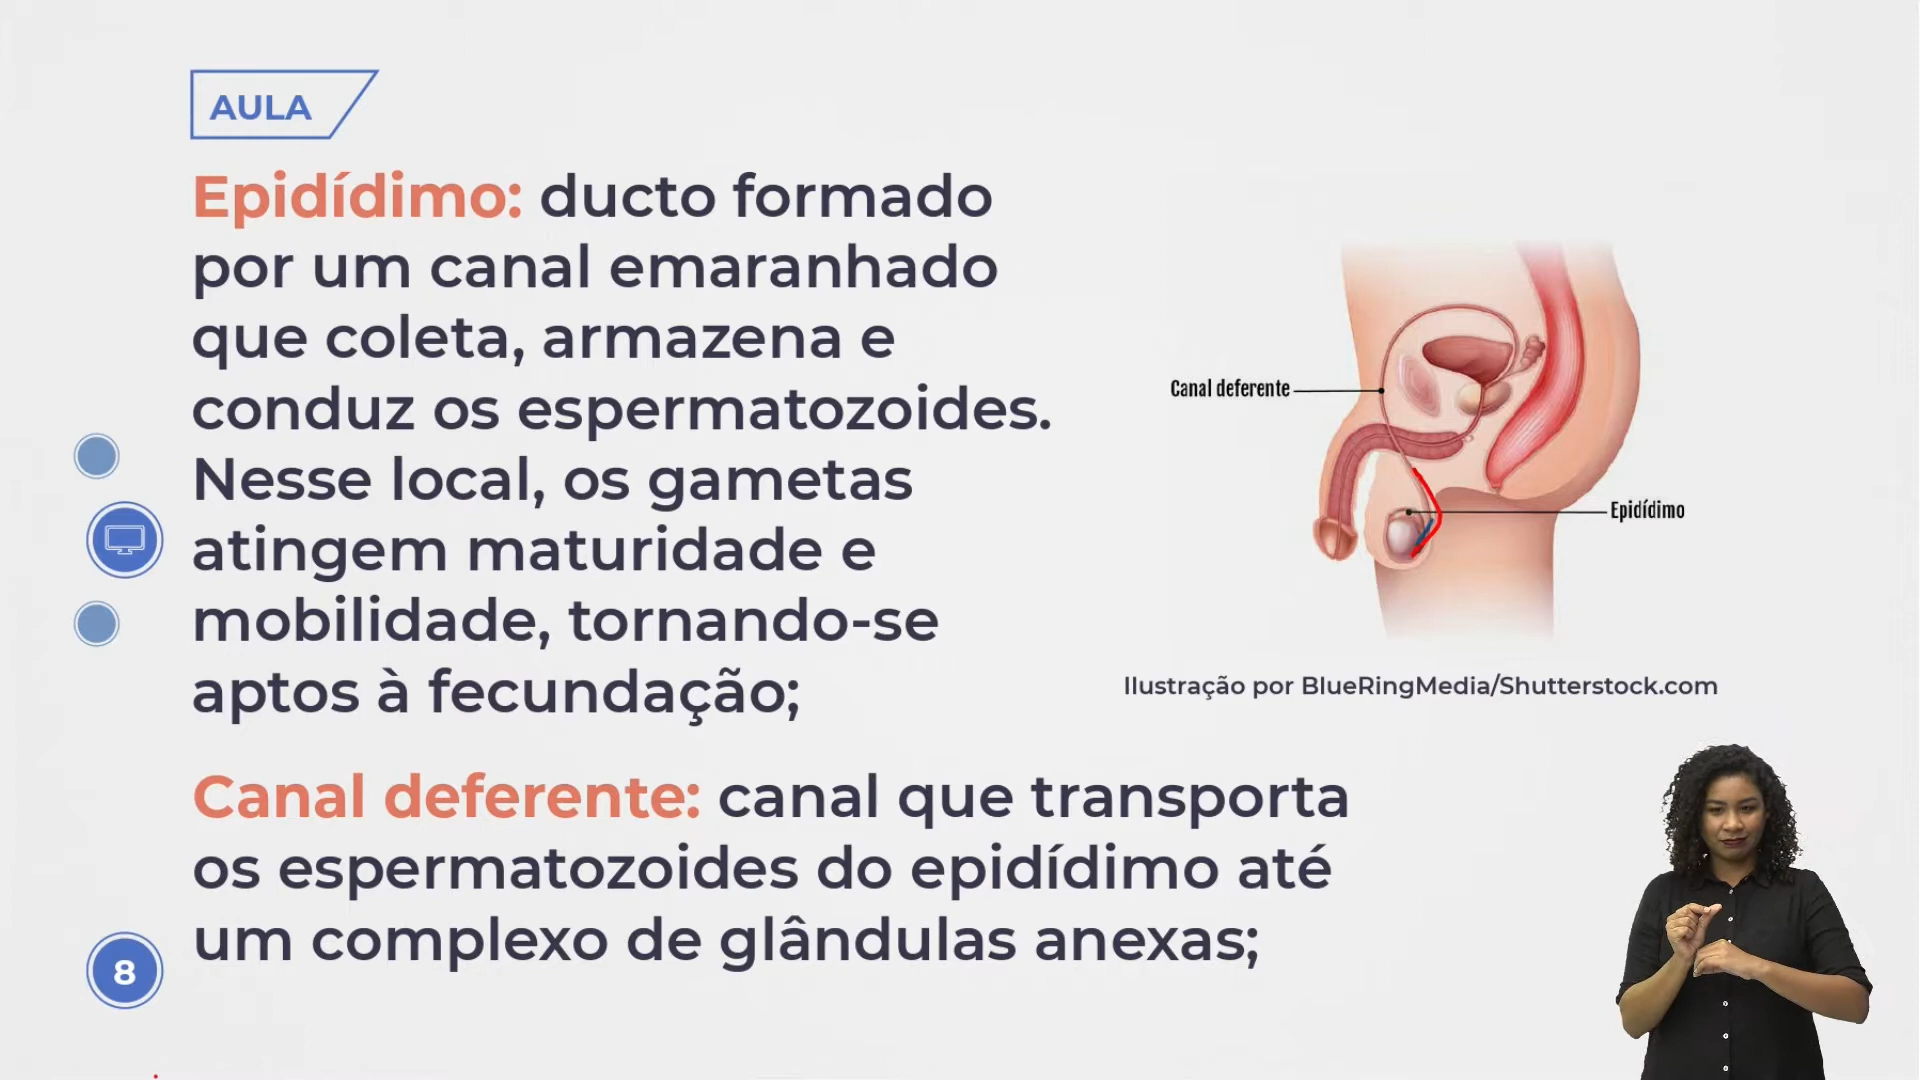 AULA
Epidídimo: ducto formado
por um canal emaranhado
que coleta, armazena e
conduz os espermatozoides.
Nesse local, os gametas
atingem maturidade e
mobilidade, tornando-se
aptos à fecundação;
Canal deferente
Epidídimo
Ilustração por BlueRingMedia/Shutterstock.com
Canal deferente: canal que transporta
os espermatozoides do epidídimo até
um complexo de glândulas anexas;
8